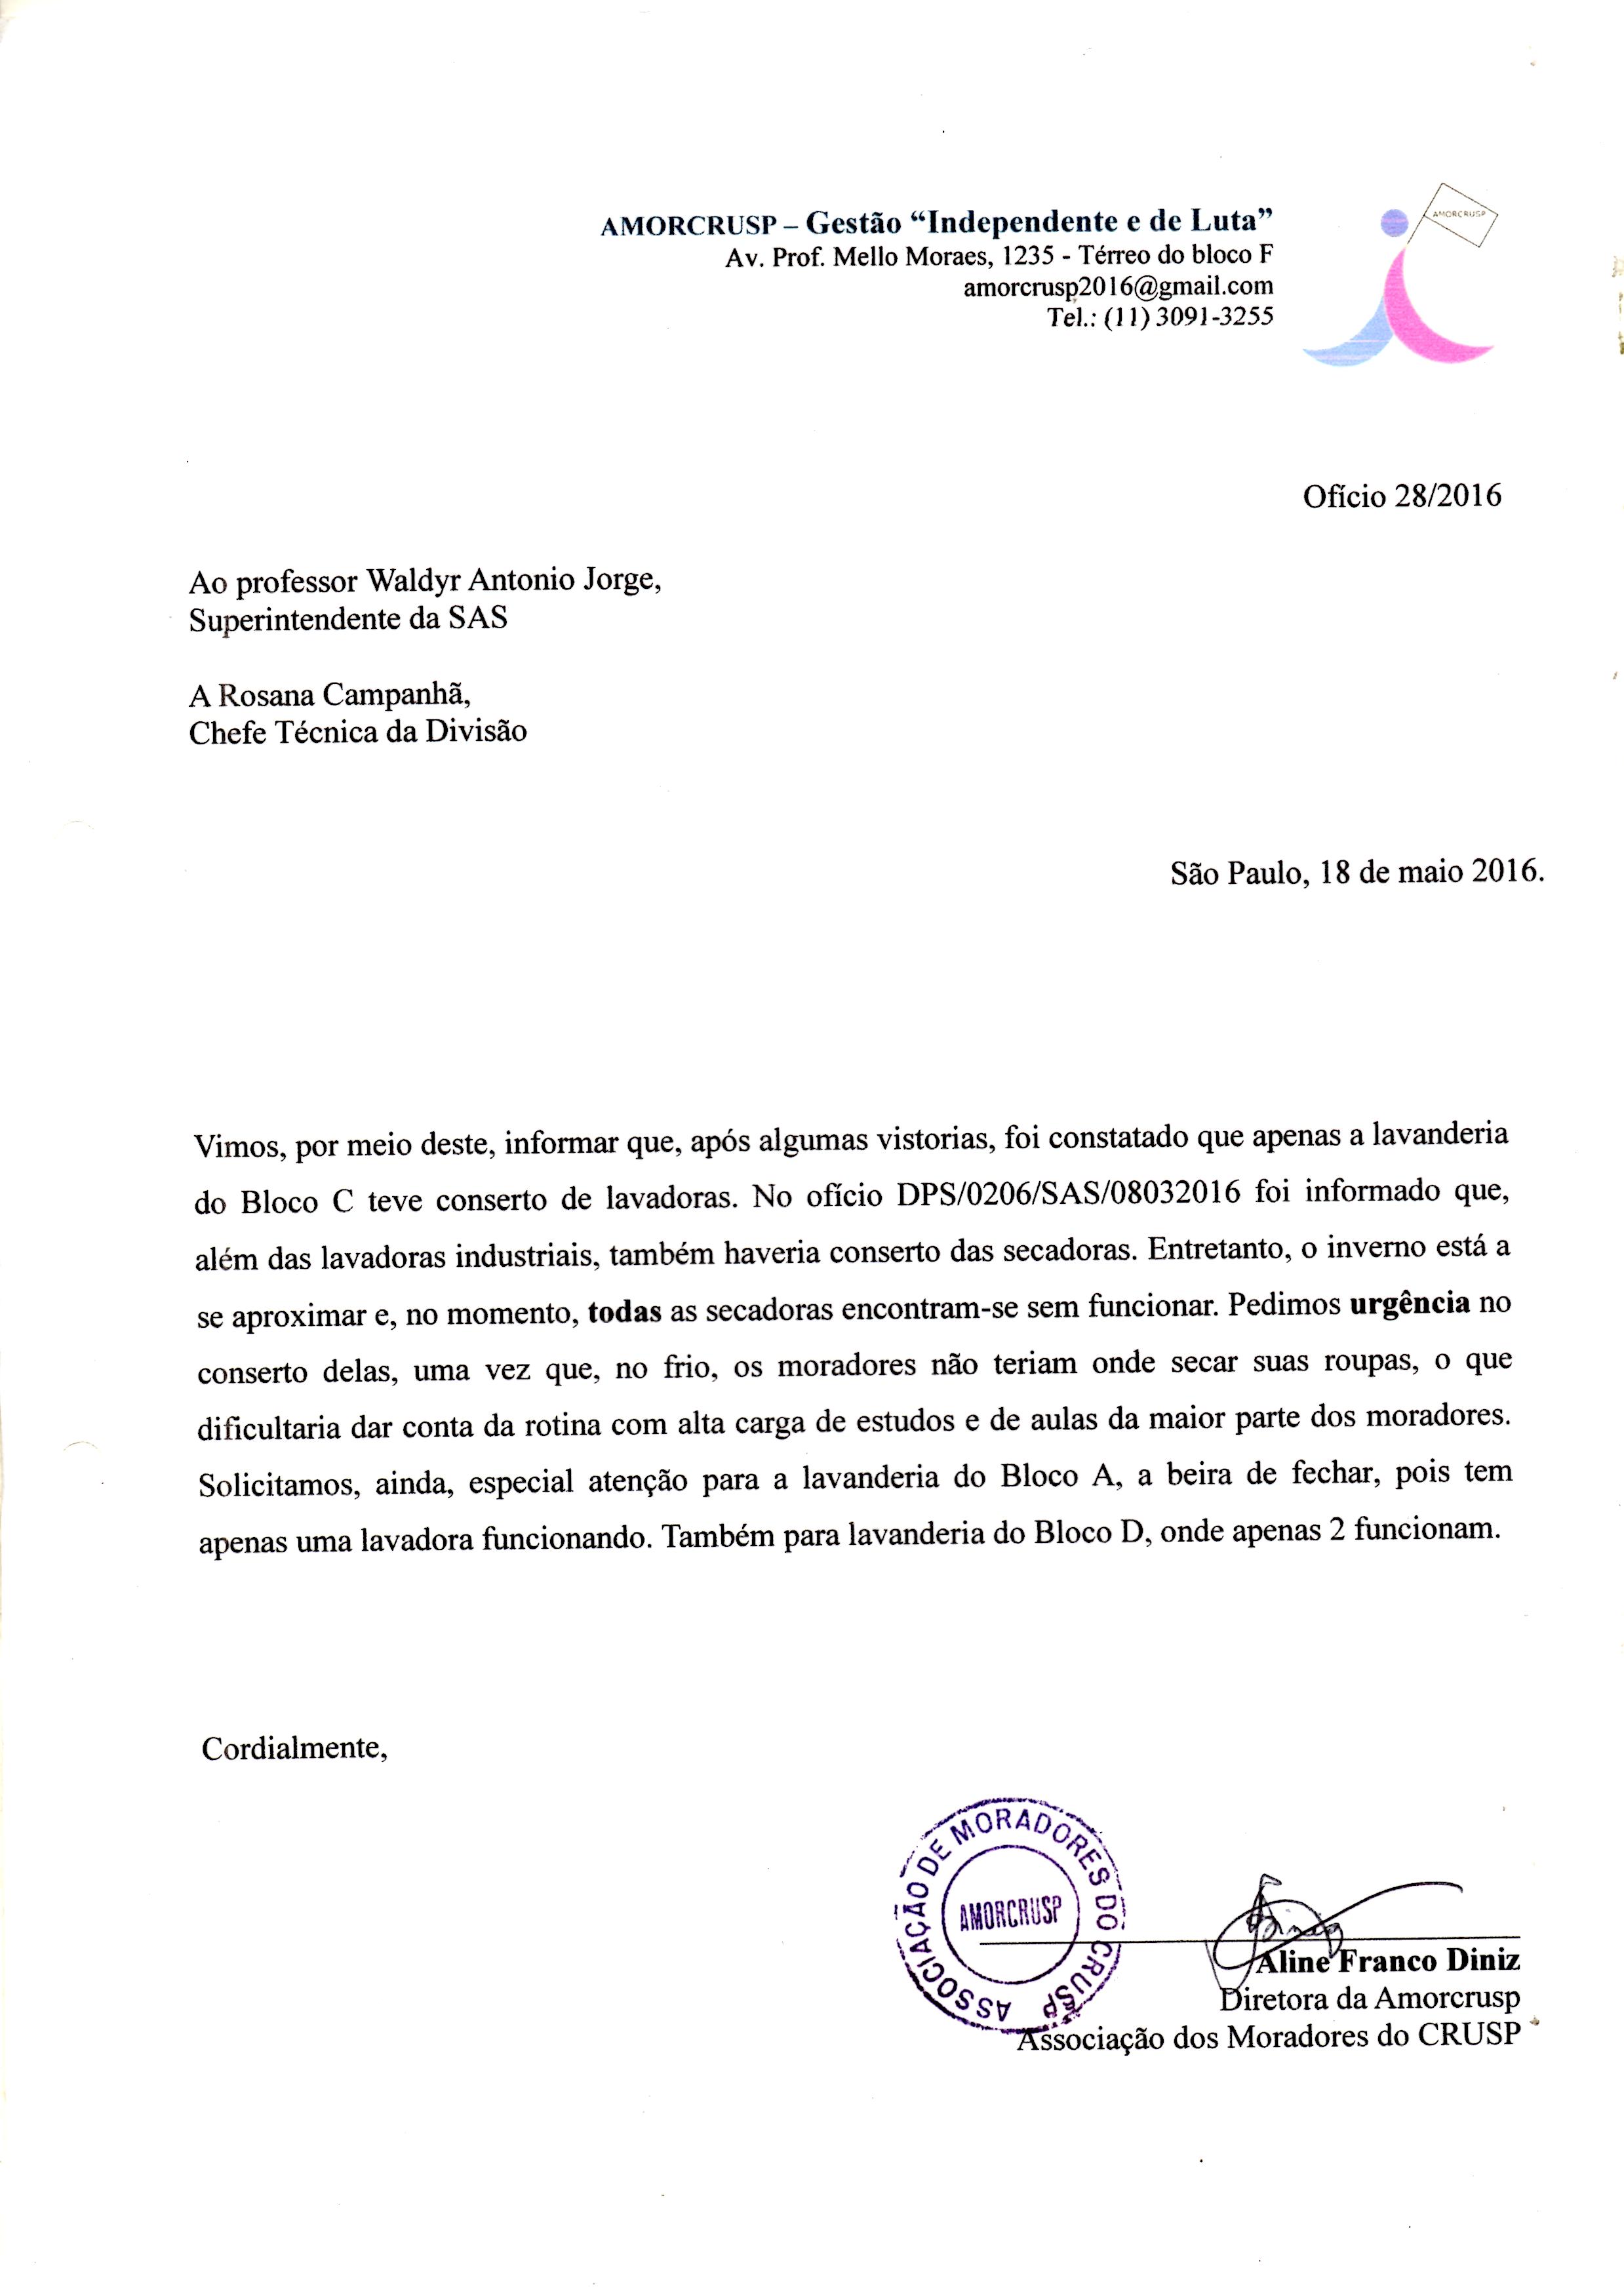 AMORCRUSP – Gestão “Independente e de Luta”
Av. Prof. Mello Moraes, 1235 - Térreo do bloco F
amorcrusp2016@gmail.com
Tel.: (11) 3091-3255
AMORCRUSP
Ofício 28/2016
Ao professor Waldyr Antonio Jorge,
Superintendente da SAS
A Rosana Campanhã,
Chefe Técnica da Divisão
São Paulo, 18 de maio 2016.
Vimos, por meio deste, informar que, após algumas vistorias, foi constatado que apenas a lavanderia
do Bloco C teve conserto de lavadoras. No ofício DPS/0206/SAS/08032016 foi informado que,
além das lavadoras industriais, também haveria conserto das secadoras. Entretanto, o inverno está a
se aproximar e, no momento, todas as secadoras encontram-se sem funcionar. Pedimos urgência no
conserto delas, uma vez que, no frio, os moradores não teriam onde secar suas roupas, o que
dificultaria dar conta da rotina com alta carga de estudos e de aulas da maior parte dos moradores.
Solicitamos, ainda, especial atenção para a lavanderia do Bloco A, a beira de fechar, pois tem
apenas uma lavadora funcionando. Também para lavanderia do Bloco D, onde apenas 2 funcionam.
Cordialmente,
ASSOCIAÇÃO DE MORADORES DO CRUSP
AMORCRUSP
Aline Franco Diniz
Diretora da Amorcrusp
Associação dos Moradores do CRUSP